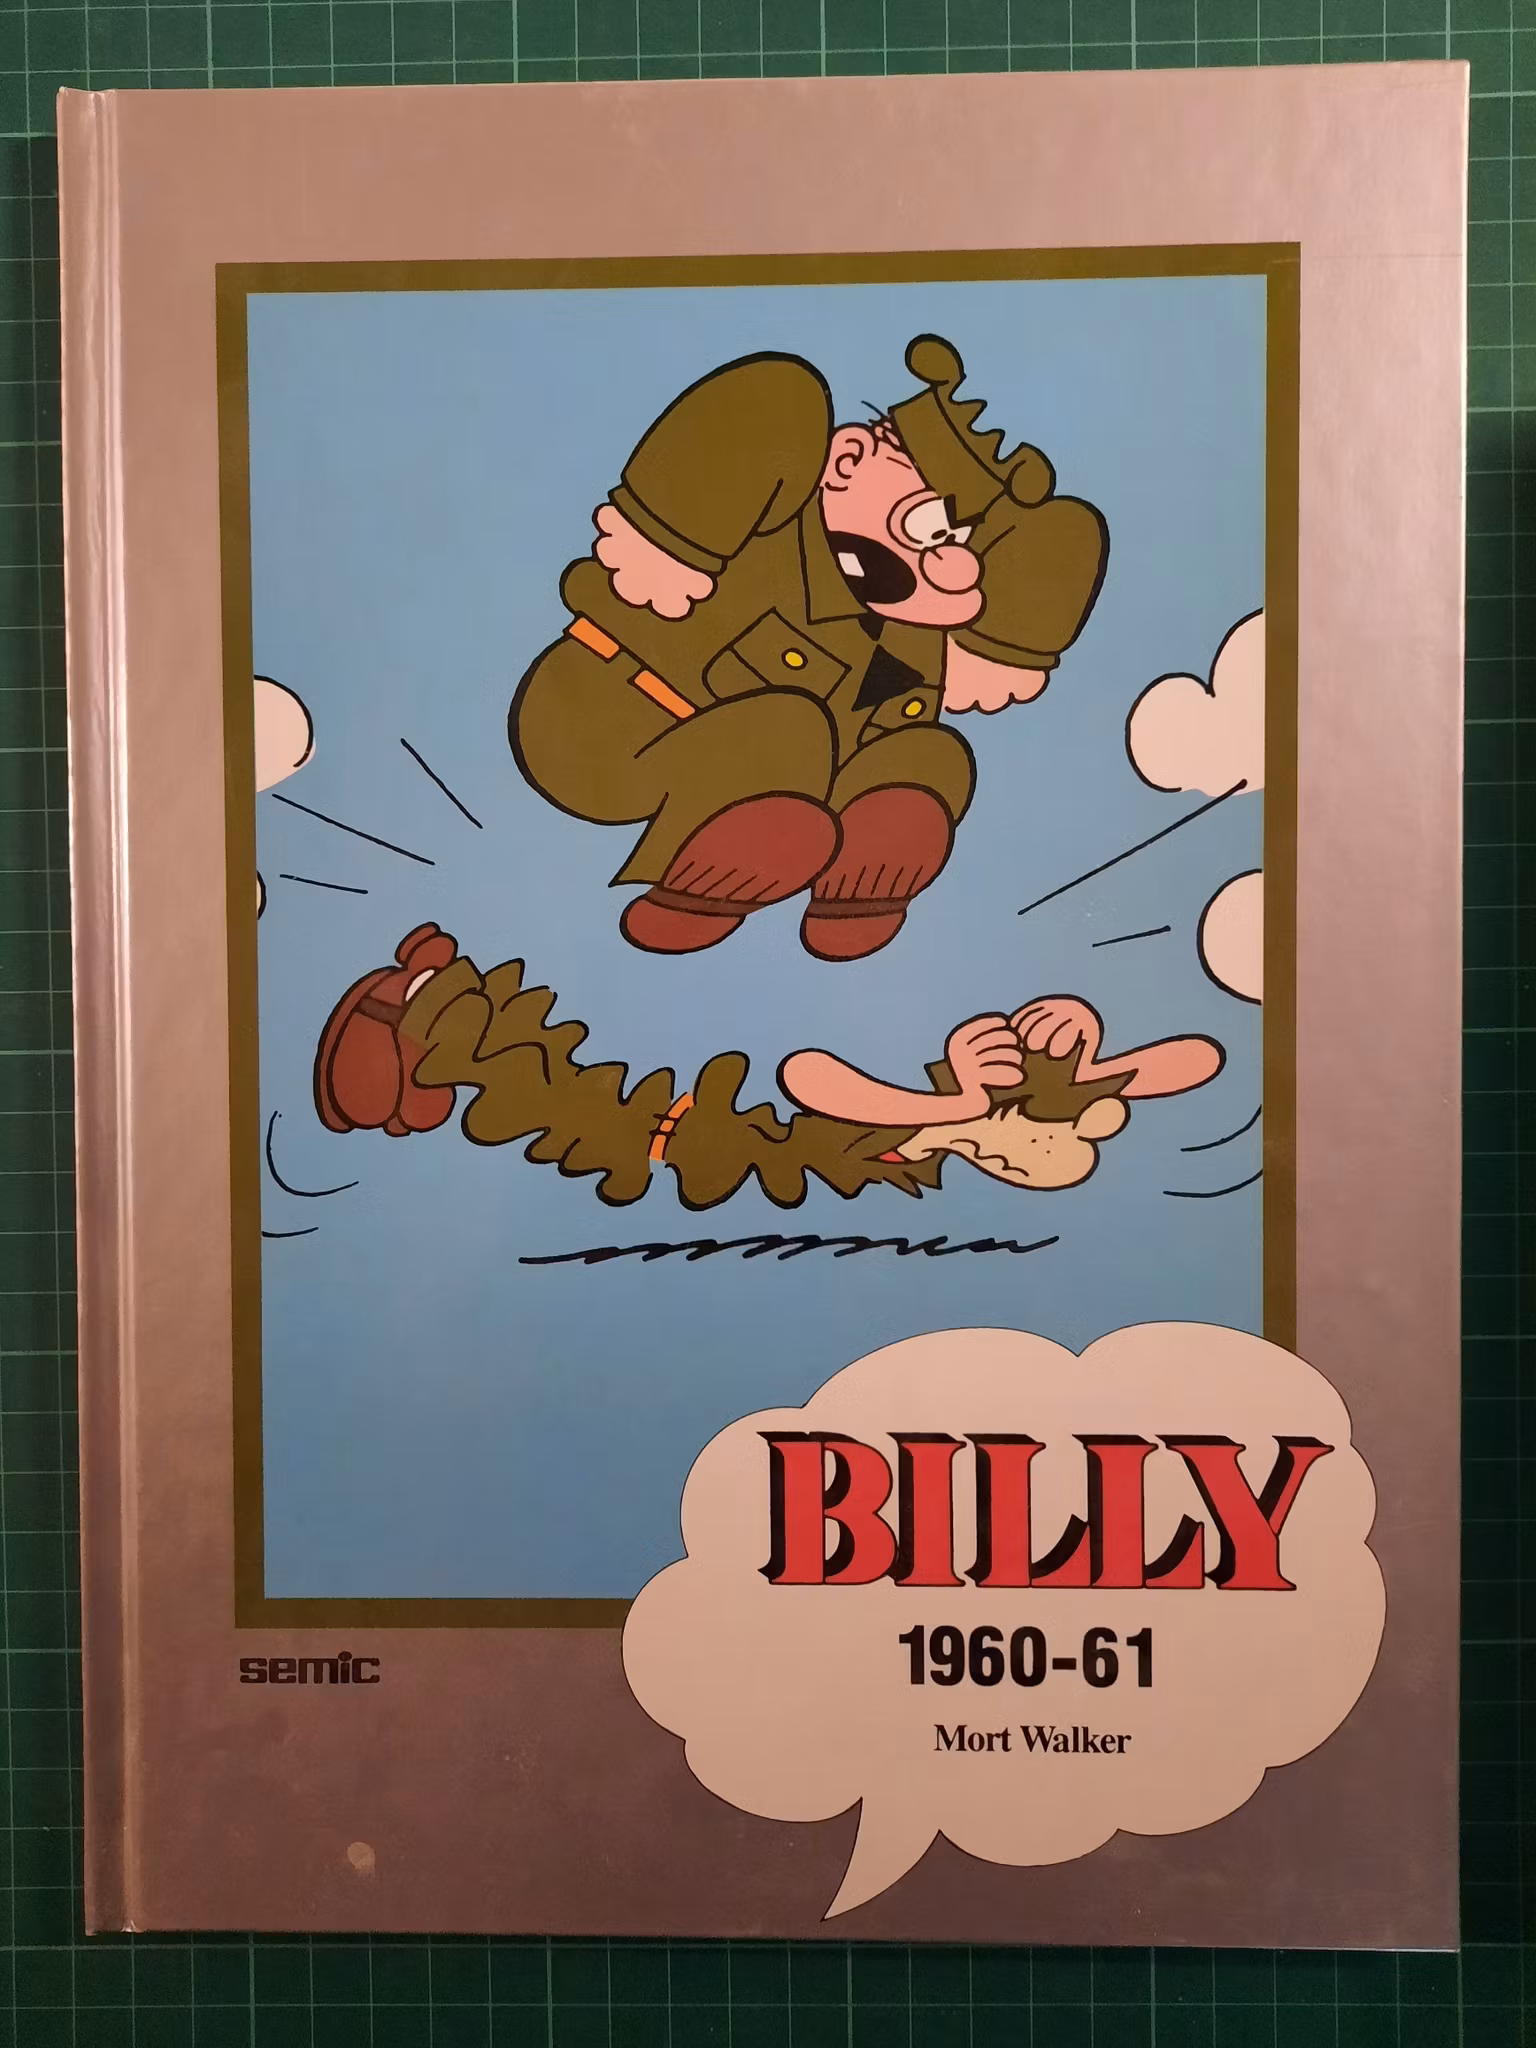 semic
BILLY
1960-61
Mort Walker